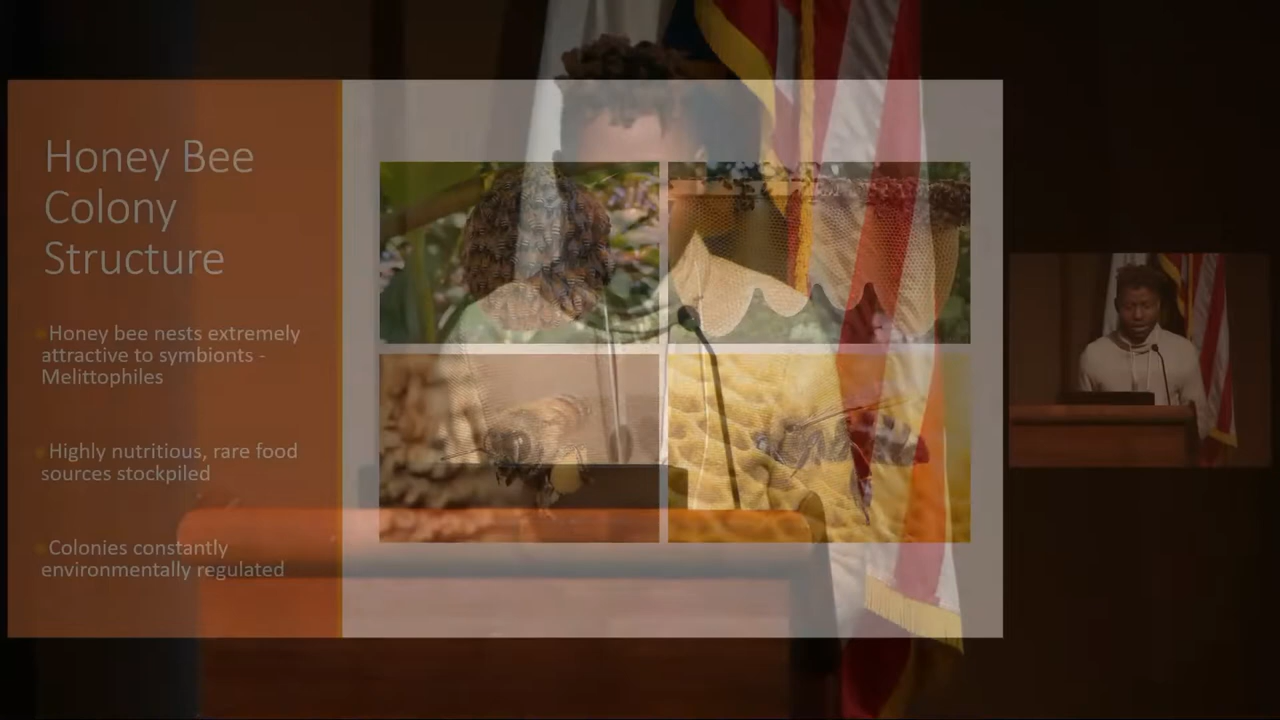 Honey Bee
Colony
Structure
Honey bee nests extremely
attractive to symbionts -
Melittophiles
Highly nutritious, rare food
sources stockpiled
Colonies constantly
environmentally regulated